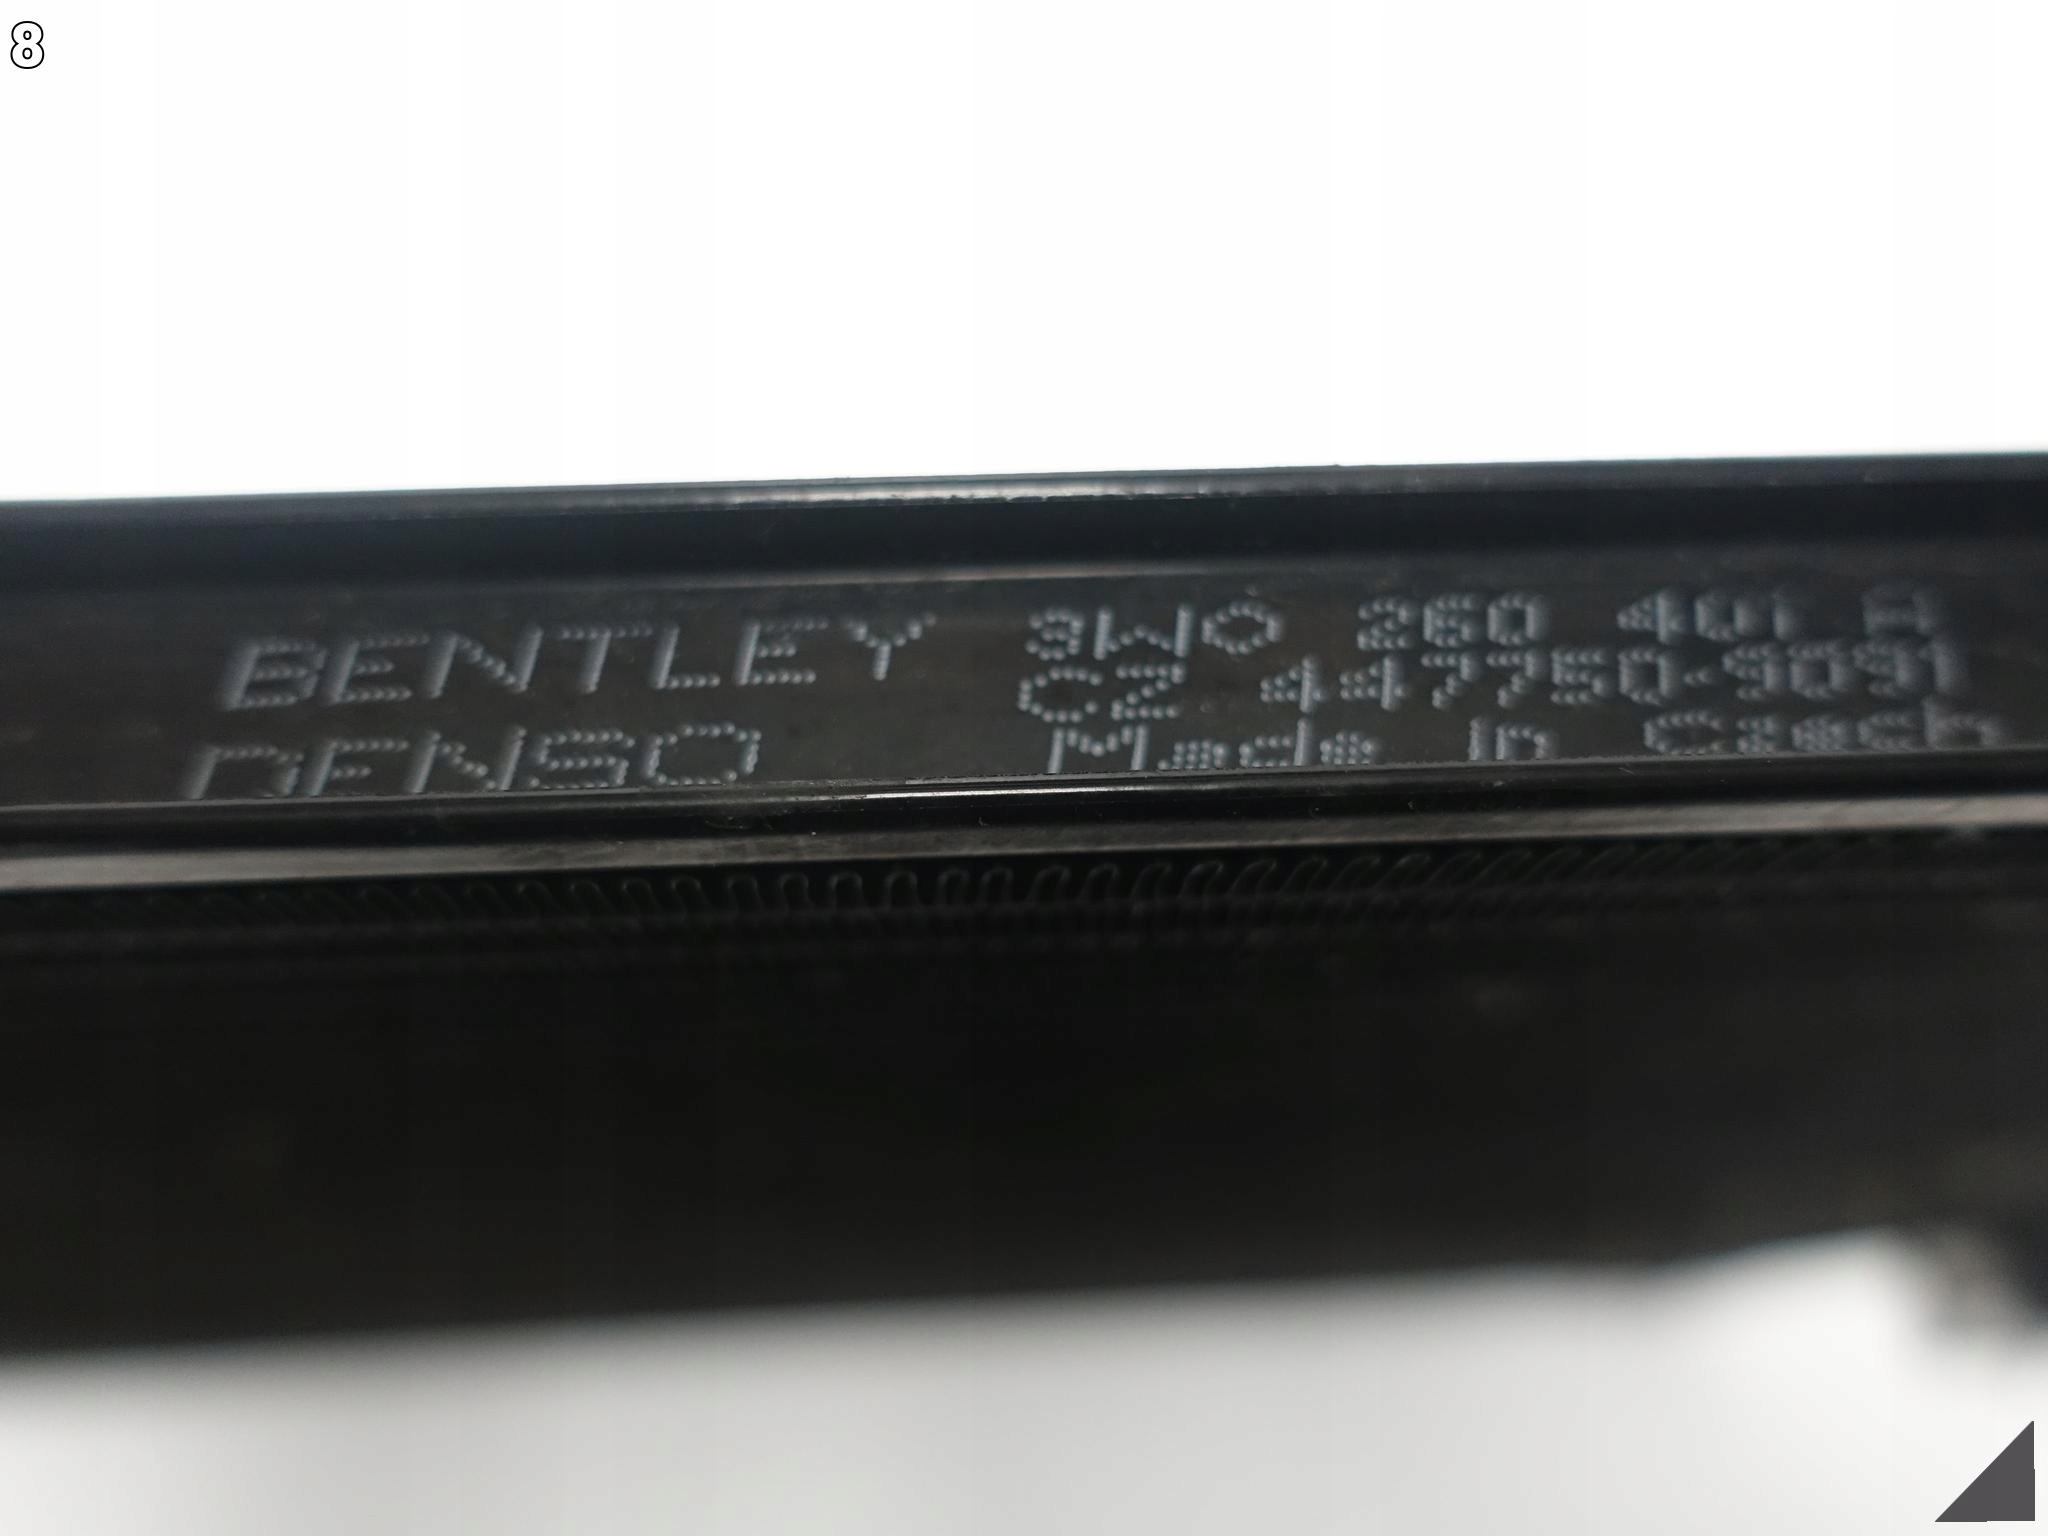 8
BENTLEY 3W0 260 401 A
CZ 447750-9091
DENSO Made in Czech